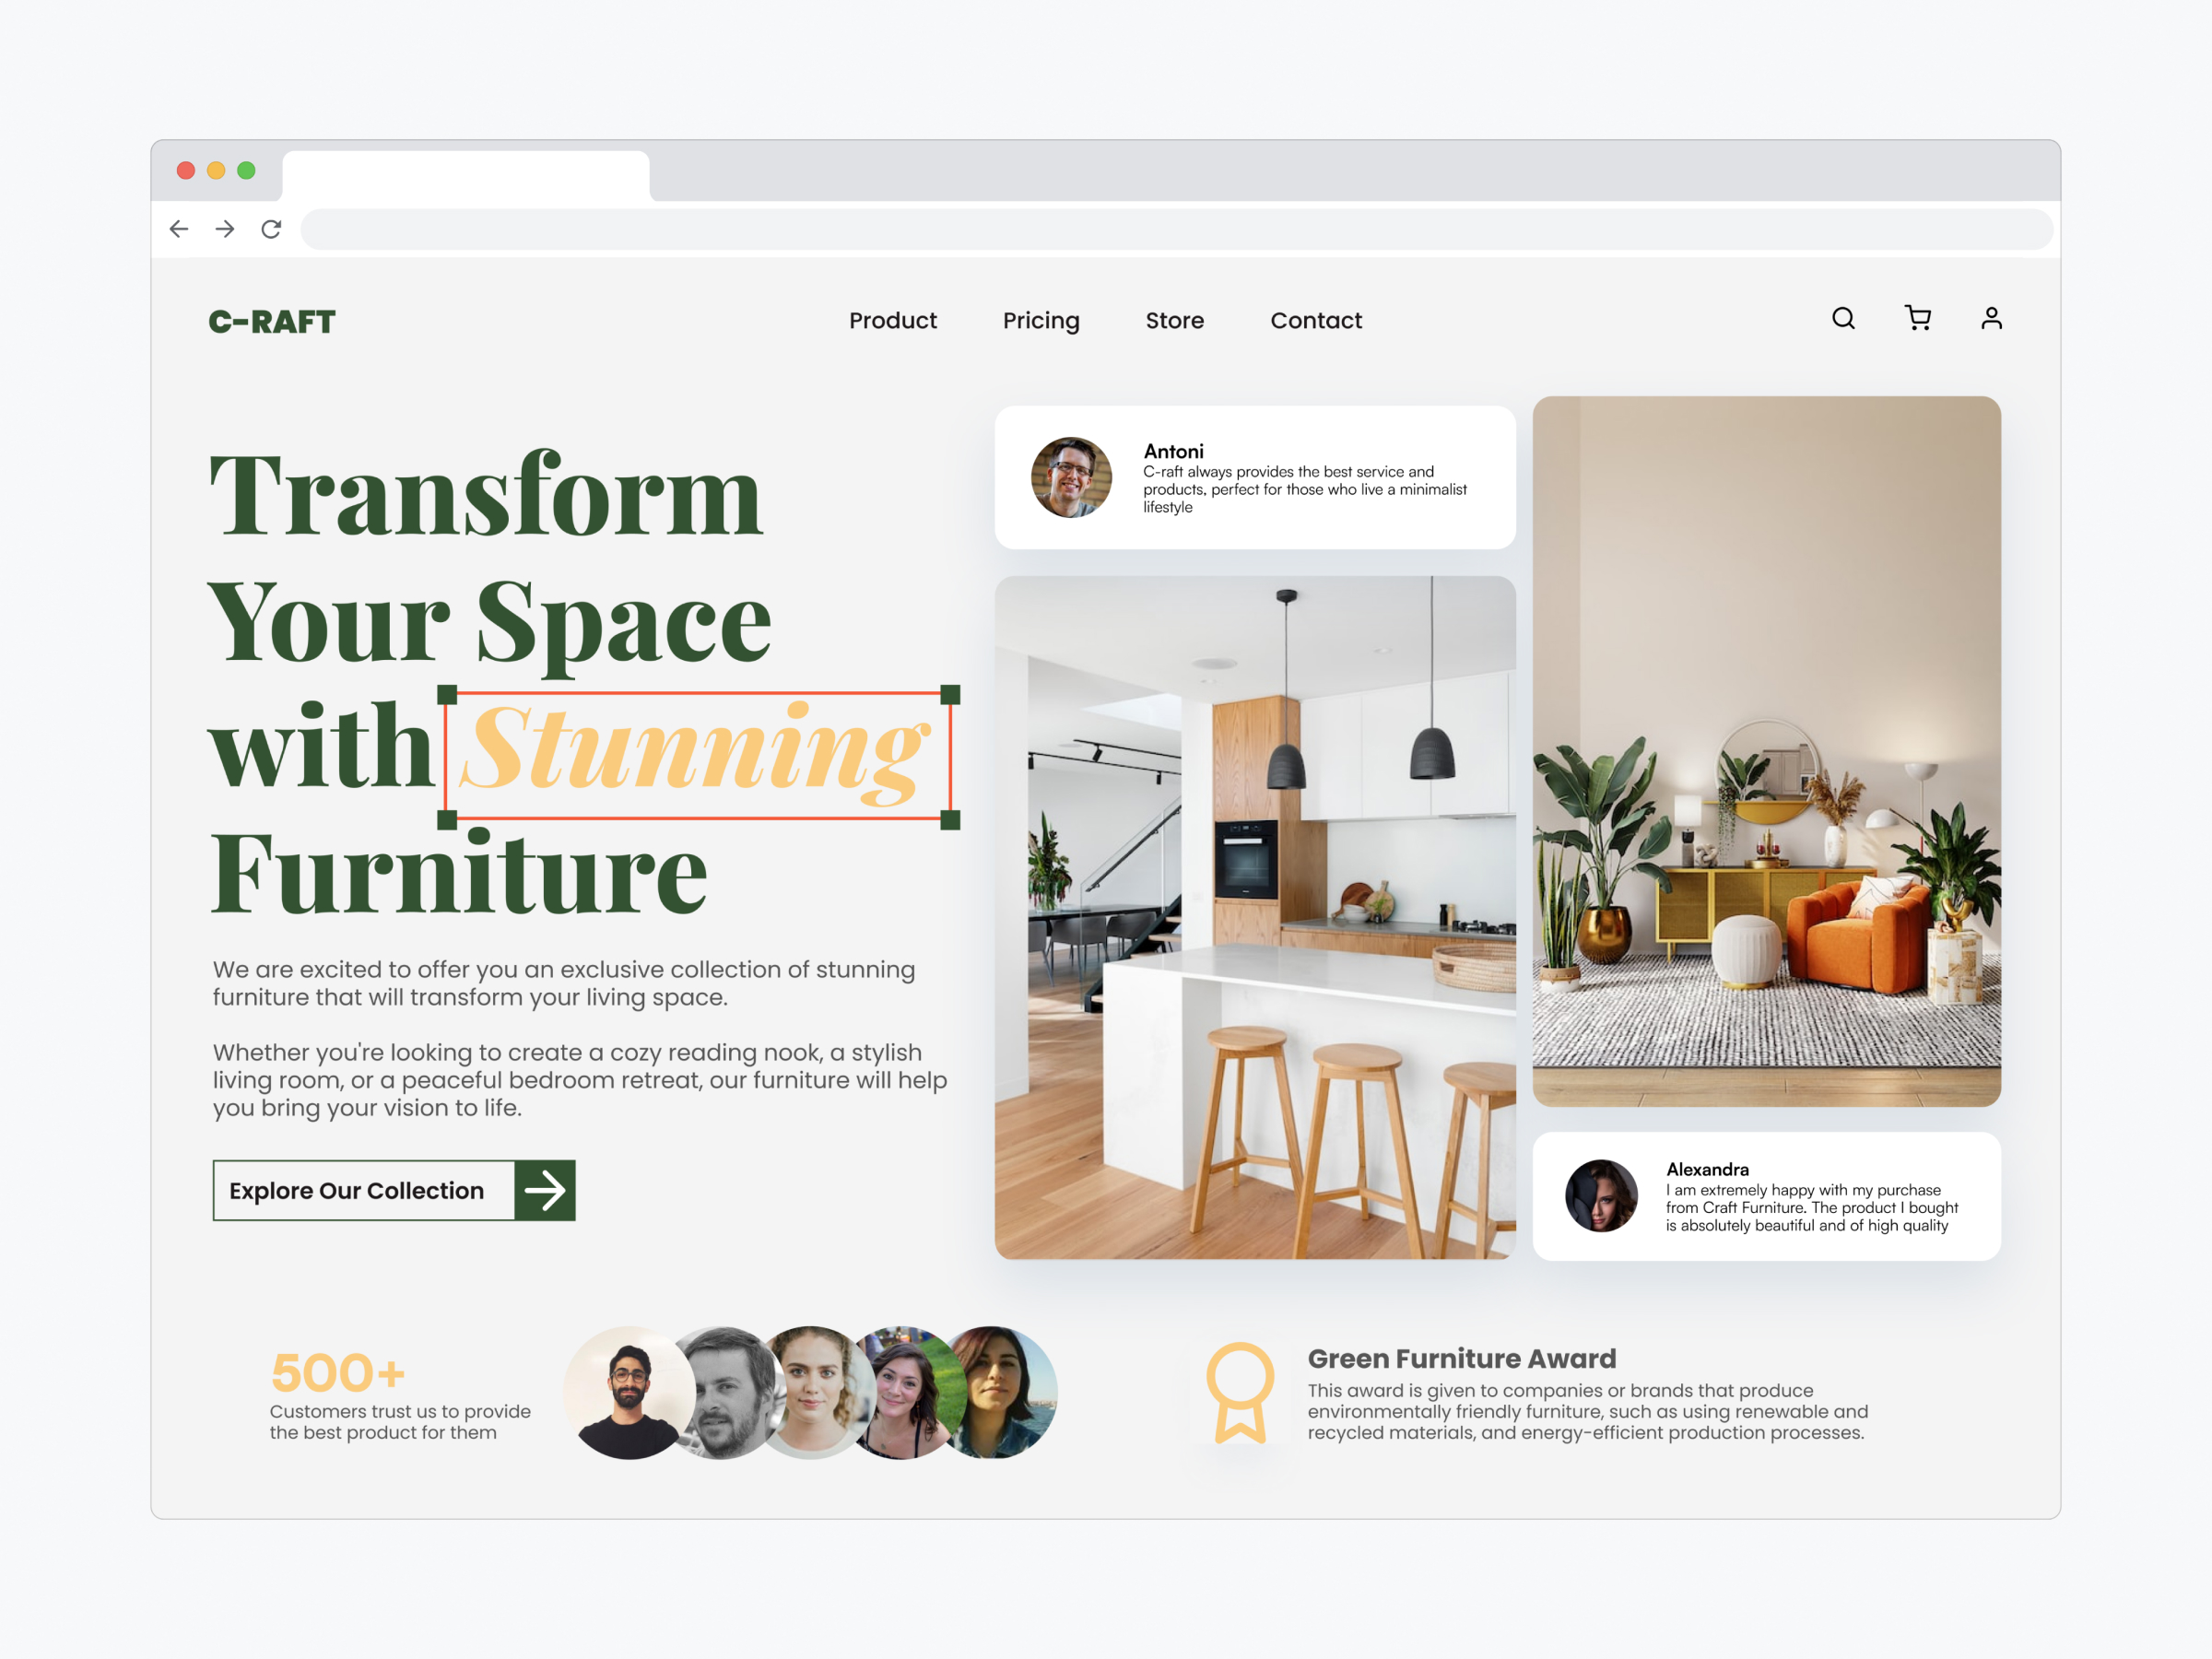 C-RAFT
Product
Pricing
Store
Contact
Transform
Your Space
with Stunning
Furniture
We are excited to offer you an exclusive collection of stunning
furniture that will transform your living space.
Whether you're looking to create a cozy reading nook, a stylish
living room, or a peaceful bedroom retreat, our furniture will help
you bring your vision to life.
Explore Our Collection
Antoni
C-raft always provides the best service and
products, perfect for those who live a minimalist
lifestyle
Alexandra
I am extremely happy with my purchase
from Craft Furniture. The product I bought
is absolutely beautiful and of high quality
500+
Customers trust us to provide
the best product for them
Green Furniture Award
This award is given to companies or brands that produce
environmentally friendly furniture, such as using renewable and
recycled materials, and energy-efficient production processes.